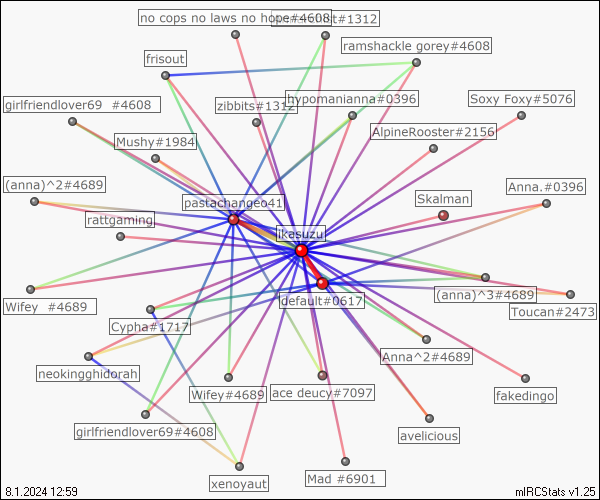 no cops no laws no hope#4608
t#1312
ramshackle gorey#4608
frisout
girlfriendlover69 #4608
zibbits#1312
hypomanianna#0396
Soxy Foxy#5076
Mushy#1984
AlpineRooster#2156
(anna)^2#4689
pastachangeo41
Skalman
Anna.#0396
rattgaming
ikesuzu
Wifey #4689
default#0617
(anna)^3#4689
Toucan#2473
Cypha#1717
Anna^2#4689
neokingghidorah
Wifey#4689
ace deucy#7097
fakedingo
girlfriendlover69#4608
avelicious
xenoyaut
Mad #6901
8.1.2024 12:59
mIRCStats v1.25